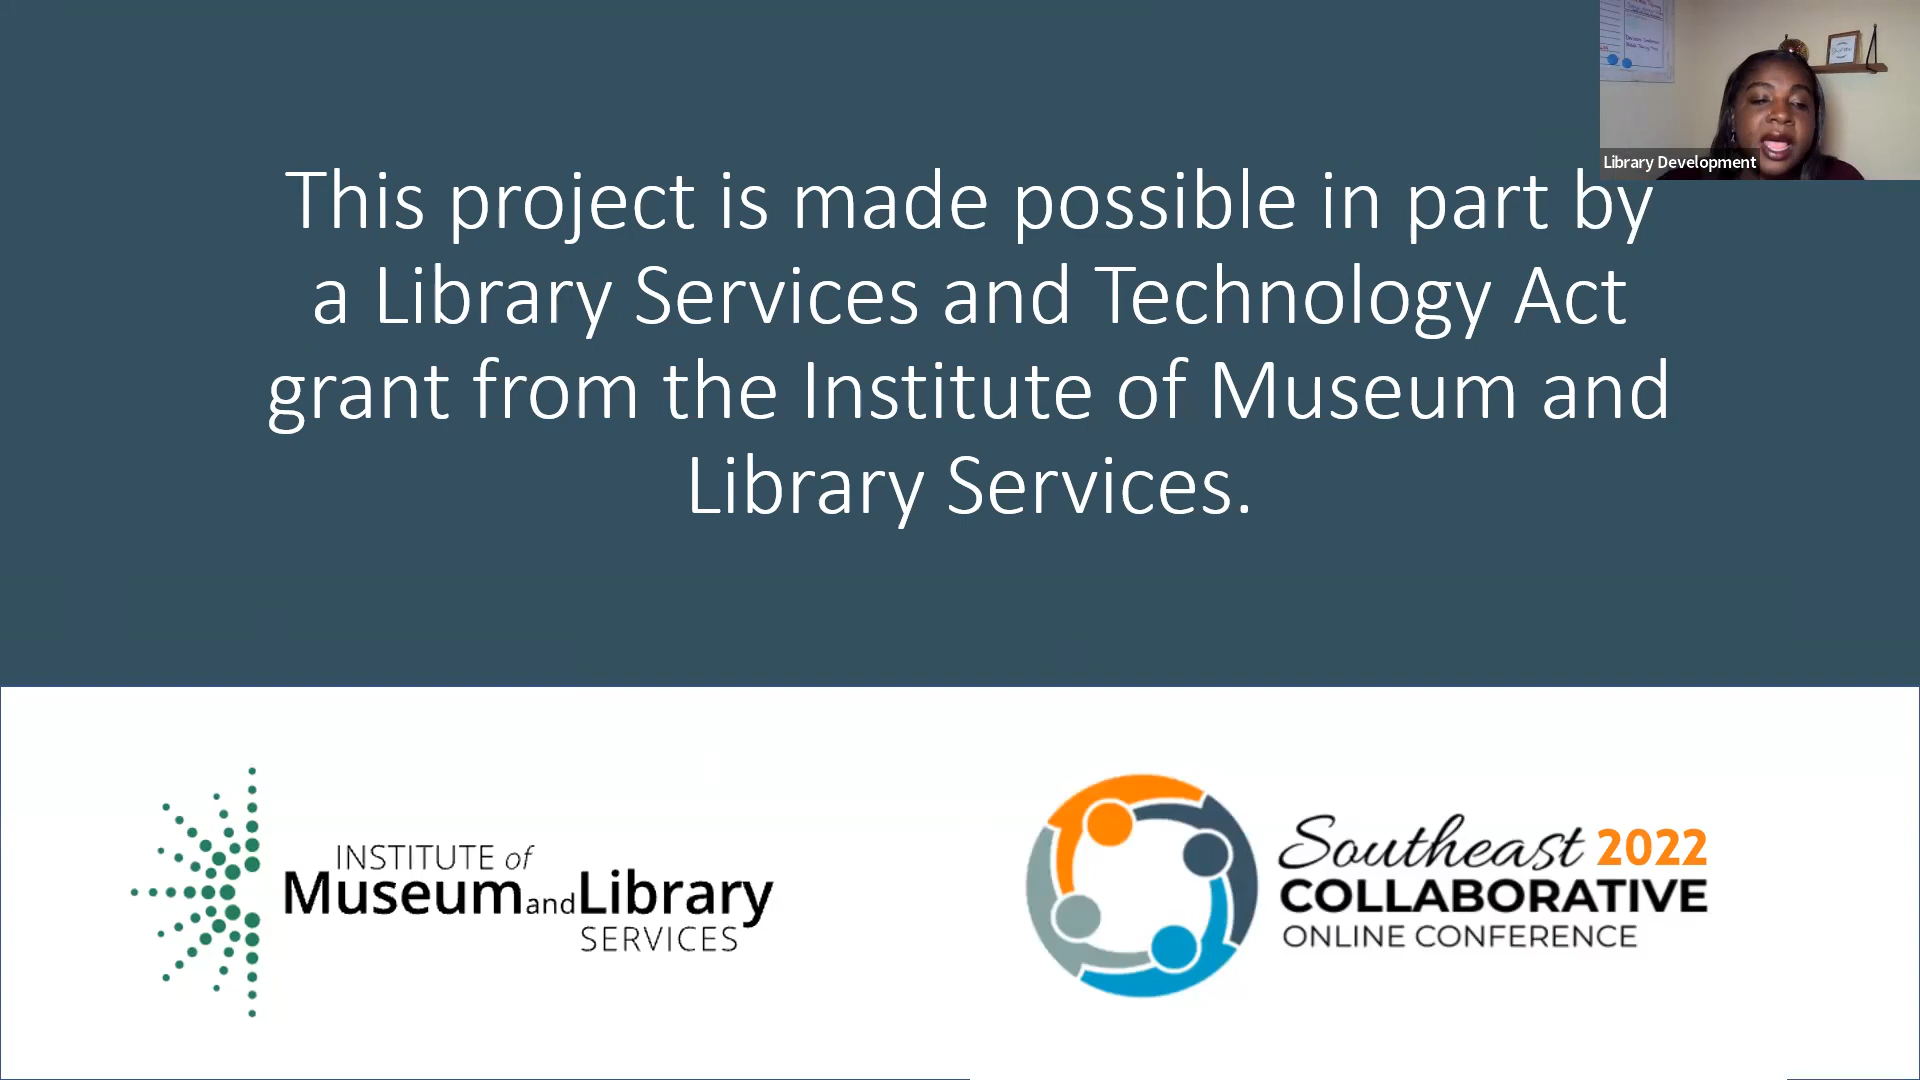 Library Development
This project is made possible in part by
a Library Services and Technology Act
grant from the Institute of Museum and
Library Services.
INSTITUTE of
Museum and Library
SERVICES
Southeast 2022
COLLABORATIVE
ONLINE CONFERENCE